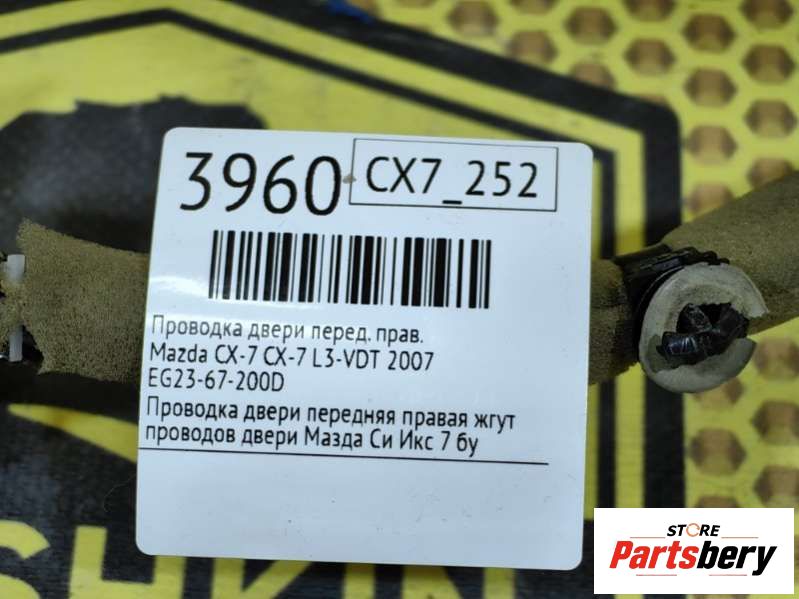 3960
CX7_252
Проводка двери перед. прав.
Mazda CX-7 CX-7 L3-VDT 2007
EG23-67-200D
Проводка двери передняя правая жгут
проводов двери Мазда Си Икс 7 бу
STORE
Partsbery